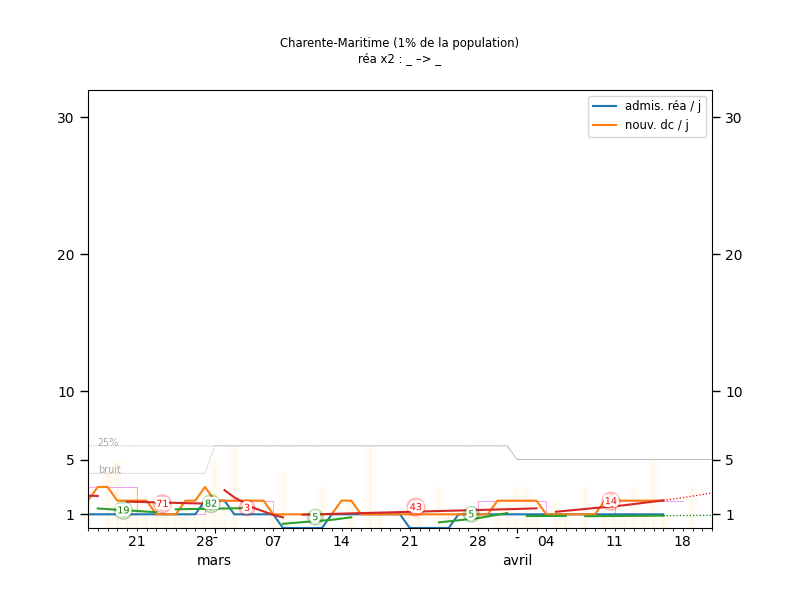 Charente-Maritime (1% de la population)
réa x2 : _ –> _
admis. réa / j
nouv. dc / j
30 30
20 20
10 10
5 5
1 1
25%
bruit
19 71 82 3 5 43 5 14
21 28 07 14 21 28 04 11 18
mars avril